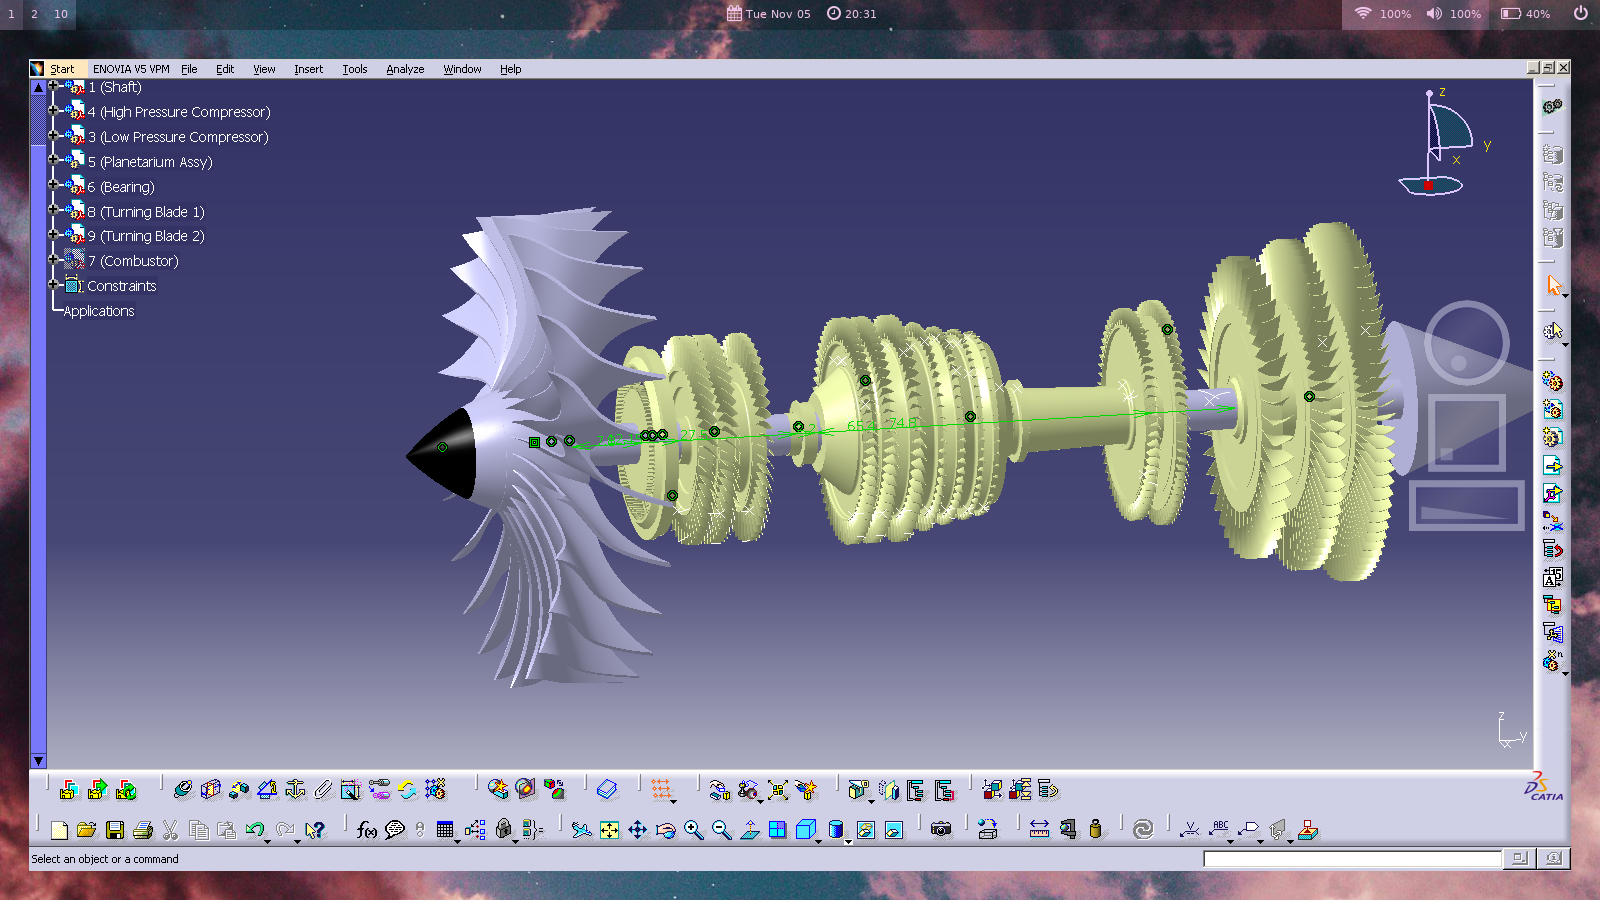 1 2 10 Tue Nov 05 20:31 100% 100% 40%
Start ENOVIA V5 VPM File Edit View Insert Tools Analyze Window Help
1 (Shaft)
4 (High Pressure Compressor)
3 (Low Pressure Compressor)
5 (Planetarium Assy)
6 (Bearing)
8 (Turning Blade 1)
9 (Turning Blade 2)
7 (Combustor)
Constraints
Applications
z
y
x
z
y
x
CATIA
f(x)
ABC
Select an object or a command